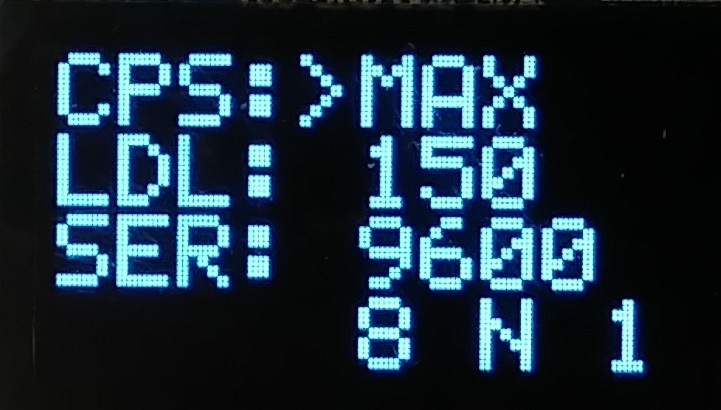 CPS:>MAX
LDL: 150
SER: 9600
8 N 1